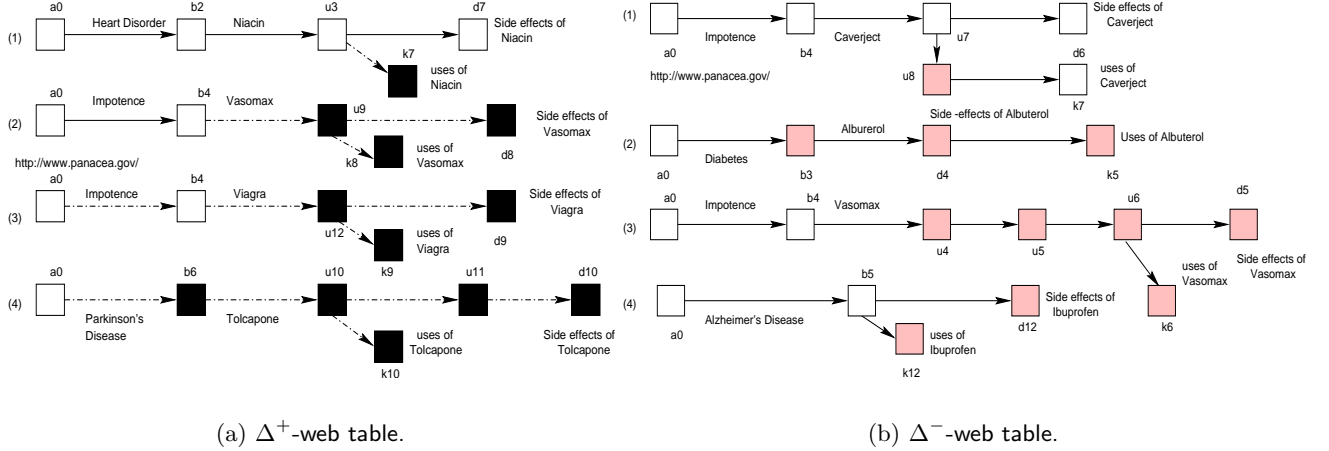 a0 b2 u3 d7
(1) Heart Disorder Niacin Side effects of
Niacin
k7
uses of
Niacin
a0 b4 u9
(2) Impotence Vasomax Side effects of
Vasomax
k8 uses of
Vasomax
d8
http://www.panacea.gov/
a0 b4
(3) Impotence Viagra Side effects of
Viagra
u12 uses of
Viagra
d9
k9
a0 b6 u10 u11 d10
(4) Parkinson's
Disease
Tolcapone uses of
Tolcapone
Side effects of
Tolcapone
k10
(a) Δ+-web table.
(1) Side effects of
Caverject
a0 Impotence b4 Caverject u7 d6
http://www.panacea.gov/
u8 uses of
Caverject
k7
Side -effects of Albuterol
(2) Alburerol Uses of Albuterol
Diabetes
a0 b3 d4 k5
a0 b4 u6 d5
(3) Impotence Vasomax
u4 u5 uses of
Vasomax
Side effects of
Vasomax
k6
b5
(4) Alzheimer's Disease Side effects of
Ibuprofen
a0 d12
uses of
Ibuprofen
k12
(b) Δ−-web table.